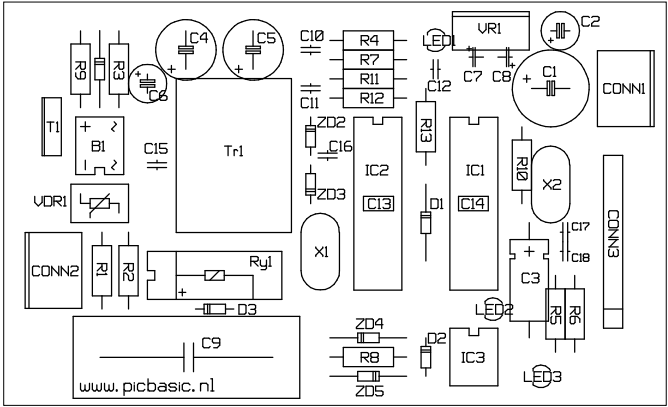 C4
C5
C10
R4
LED1
VR1
C2
R9
R3
C6
R7
R11
R12
C12
C7
C8
C1
CONN1
C11
T1
B1
C15
Tr1
ZD2
C16
ZD3
IC2
C13
R13
D1
IC1
C14
R10
X2
VDR1
CONN2
R1
R2
Ry1
X1
C17
C18
C3
CONN3
D3
LED2
R5
R6
C9
www.picbasic.nl
ZD4
R8
ZD5
D2
IC3
LED3